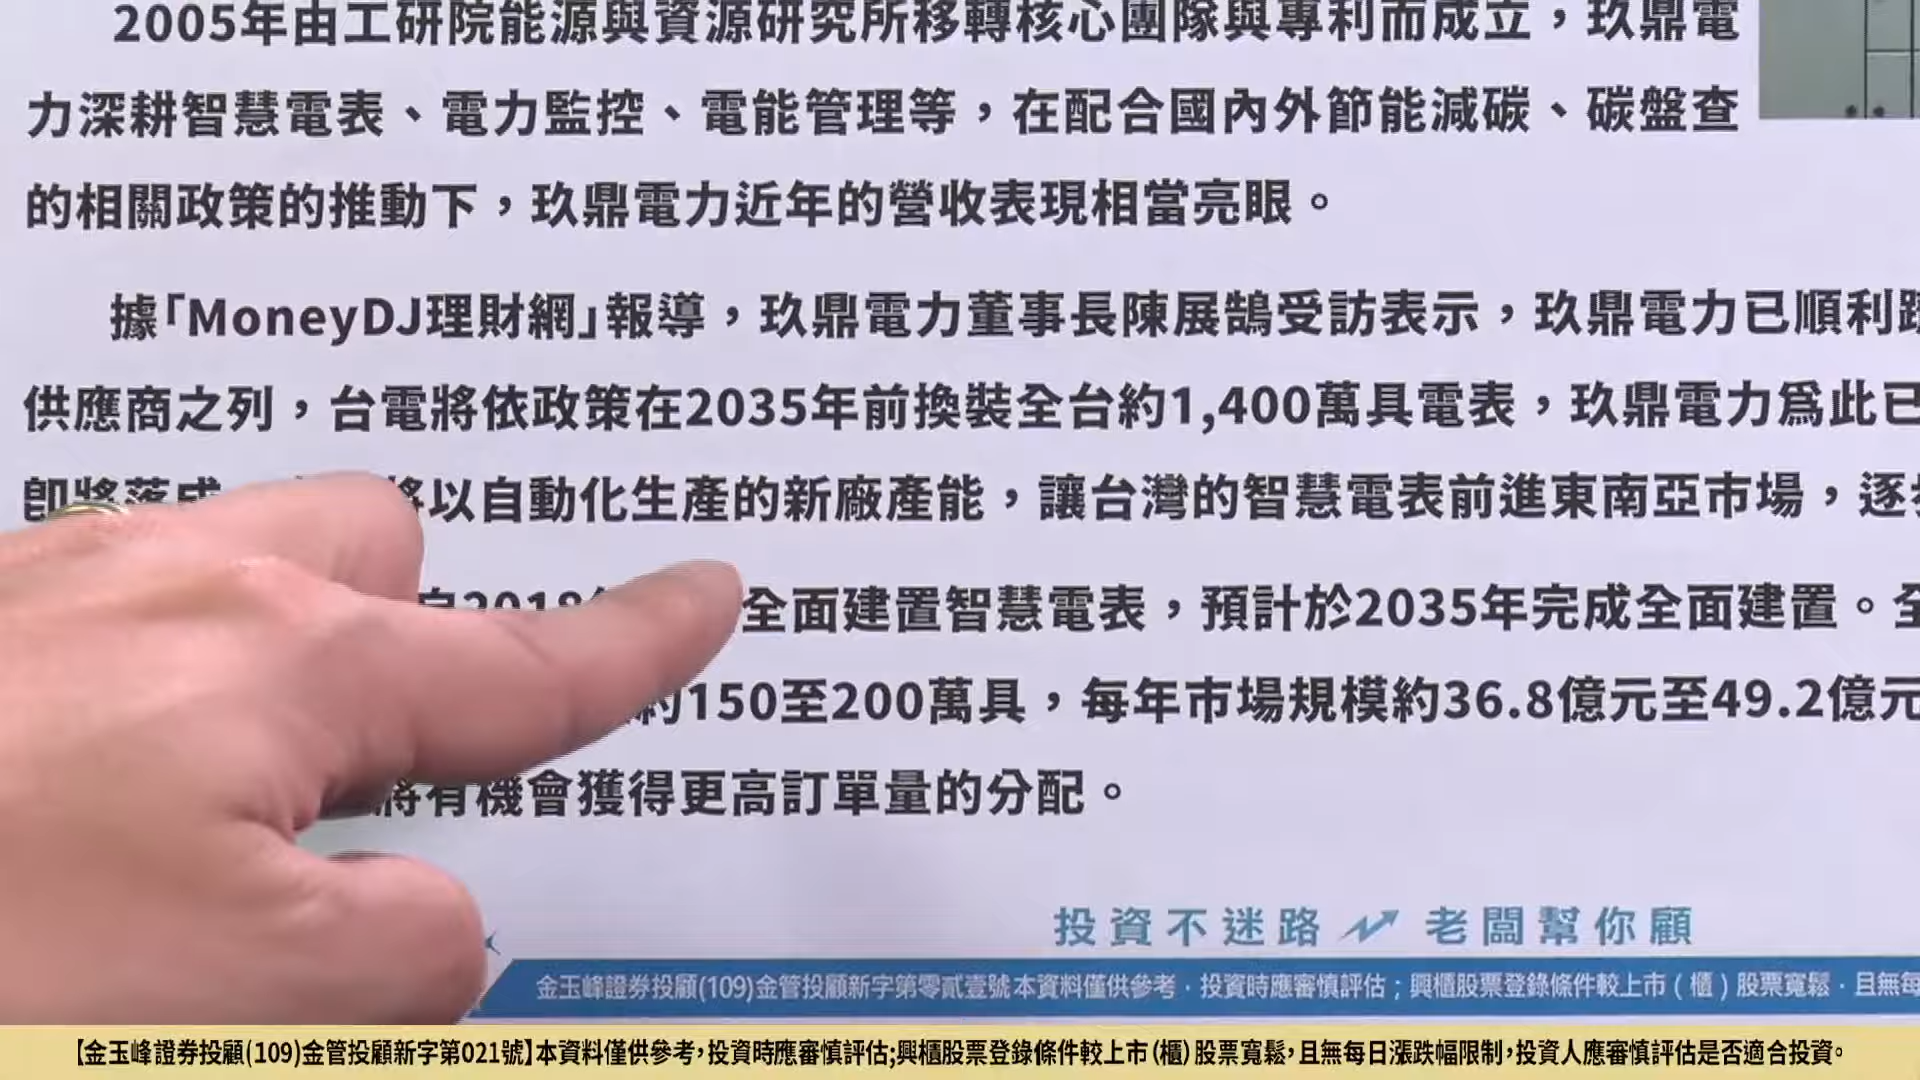 2005年由工研院能源與資源研究所移轉核心團隊與專利而成立，玖鼎電
力深耕智慧電表、電力監控、電能管理等，在配合國內外節能減碳、碳盤查
的相關政策的推動下，玖鼎電力近年的營收表現相當亮眼。
據「MoneyDJ理財網」報導，玖鼎電力董事長陳展鵠受訪表示，玖鼎電力已順利
供應商之列，台電將依政策在2035年前換裝全台約1,400萬具電表，玖鼎電力爲此已
即將落成 將以自動化生產的新廠產能，讓台灣的智慧電表前進東南亞市場，逐
自2018年 全面建置智慧電表，預計於2035年完成全面建置。全
約150至200萬具，每年市場規模約36.8億元至49.2億元
將有機會獲得更高訂單量的分配。
投資不迷路 老闆幫你顧
金玉峰證券投顧(109)金管投顧新字第零貳壹號本資料僅供參考，投資時應審慎評估；興櫃股票登錄條件較上市（櫃）股票寬鬆，且無每
【金玉峰證券投顧(109)金管投顧新字第021號】本資料僅供參考，投資時應審慎評估;興櫃股票登錄條件較上市(櫃)股票寬鬆，且無每日漲跌幅限制，投資人應審慎評估是否適合投資。